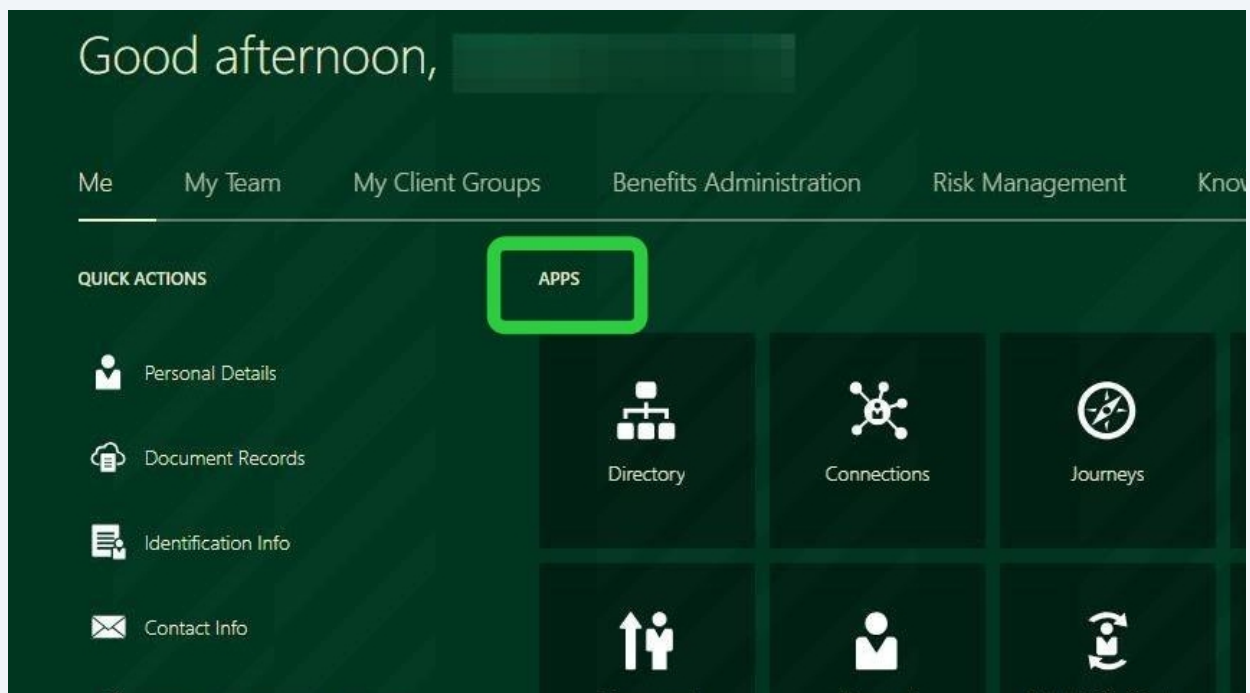 Good afternoon,
Me My Team My Client Groups Benefits Administration Risk Management
QUICK ACTIONS
APPS
Personal Details
Document Records
Identification Info
Contact Info
Directory Connections Journeys